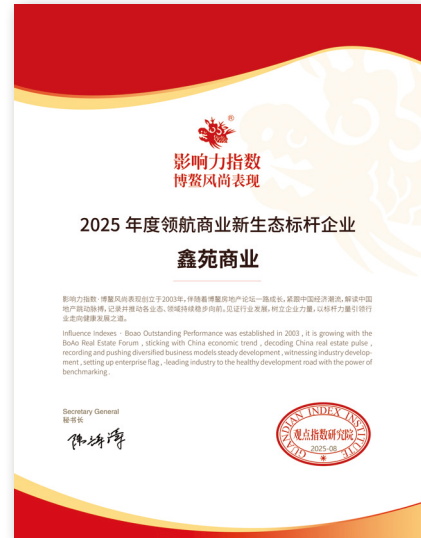 ®
影响力指数
博鳌风尚表现
2025 年度领航商业新生态标杆企业
鑫苑商业
影响力指数·博鳌风尚表现创立于2003年,伴随着博鳌房地产论坛一路成长,紧跟中国经济潮流,解读中国
地产跳动脉搏,记录并推动各业态、领域持续稳步向前,见证行业发展,树立企业力量,以标杆力量引领行
业走向健康发展之道。
Influence Indexes · Boao Outstanding Performance was established in 2003 , it is growing with the
BoAo Real Estate Forum , sticking with China economic trend , decoding China real estate pulse ,
recording and pushing diversified business models steady development , witnessing industry develop-
ment , setting up enterprise flag , -leading industry to the healthy development road with the power of
benchmarking .
Secretary General
秘书长
GUANDIAN INDEX INSTITUTE
观点指数研究院
2025-08